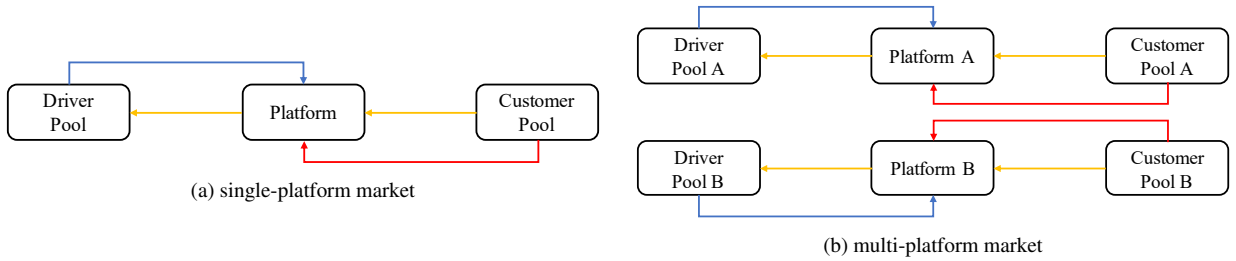 Driver
Pool
Platform
Customer
Pool
(a) single-platform market
Driver
Pool A
Platform A
Customer
Pool A
Driver
Pool B
Platform B
Customer
Pool B
(b) multi-platform market